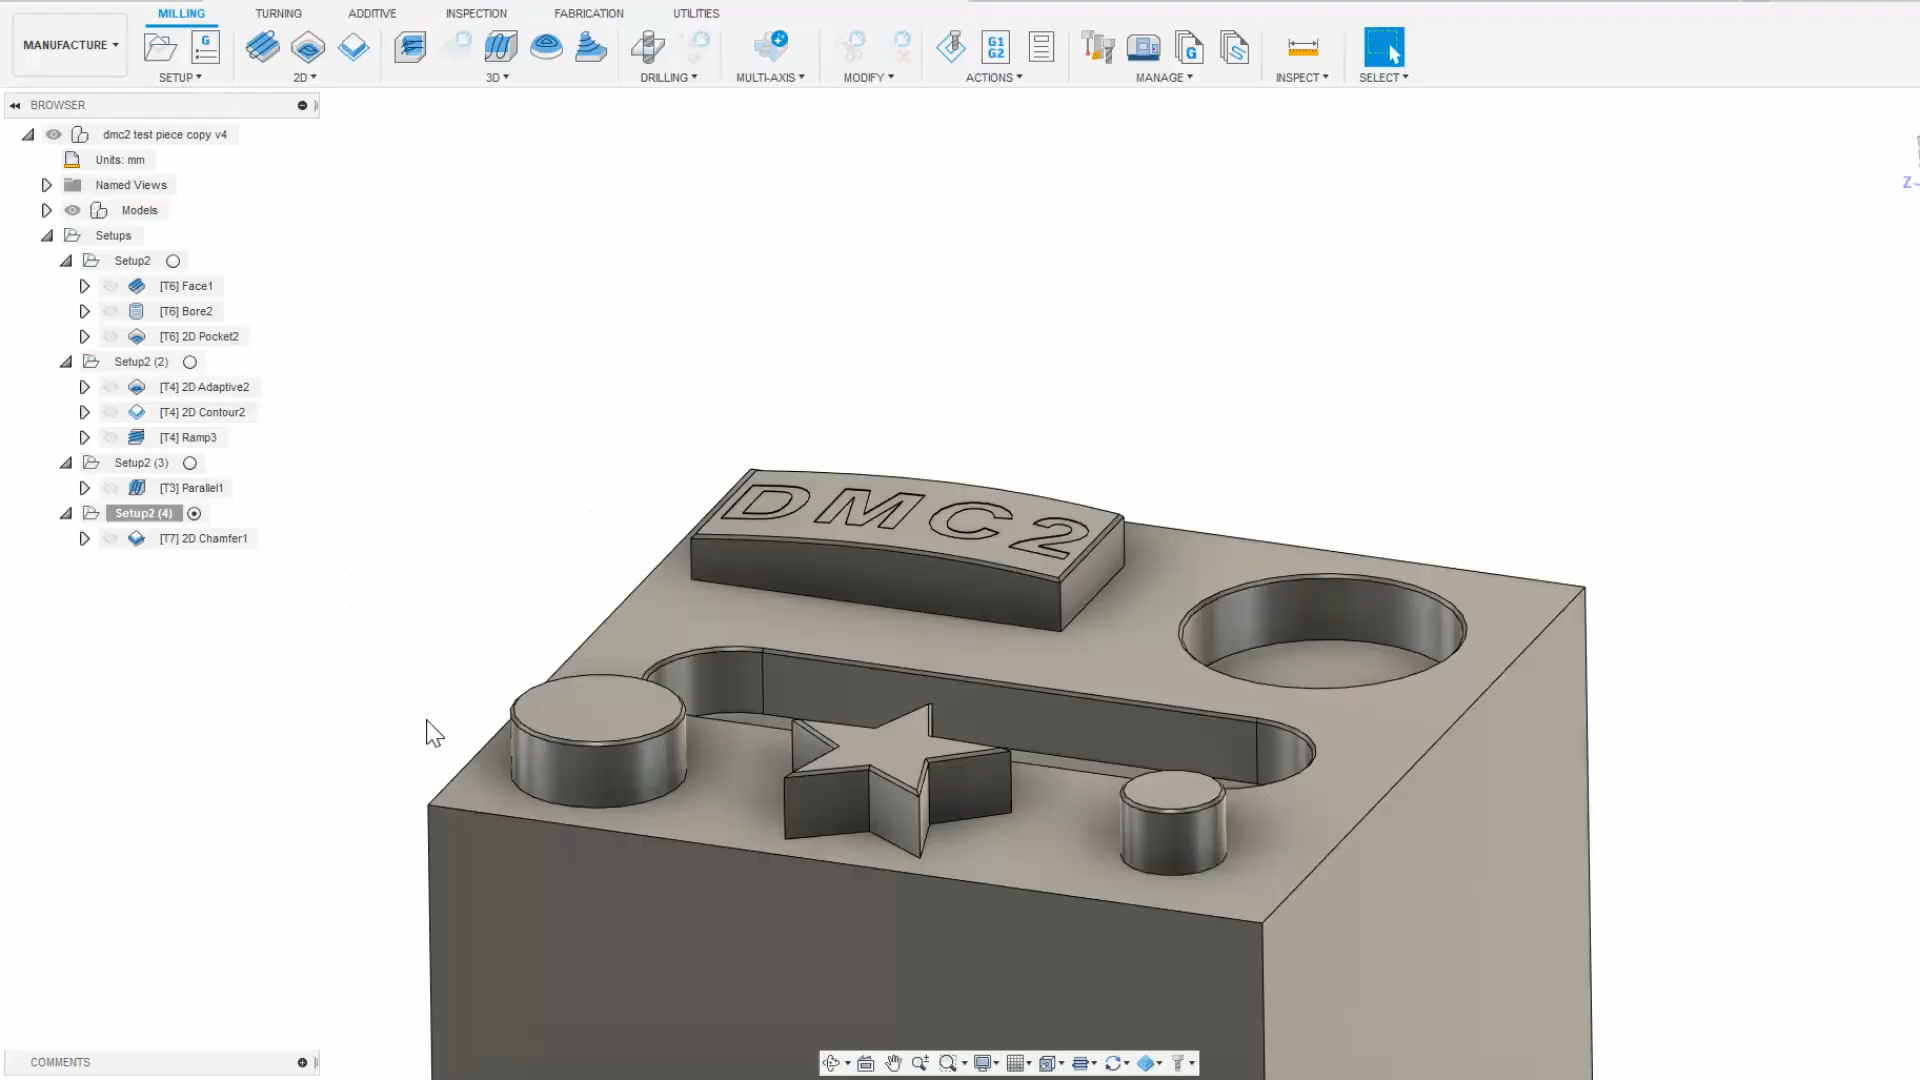 MILLING TURNING ADDITIVE INSPECTION FABRICATION UTILITIES
MANUFACTURE
G
G1
G2
G
SETUP 2D 3D DRILLING MULTI-AXIS MODIFY ACTIONS MANAGE INSPECT SELECT
BROWSER
dmc2 test piece copy v4
Units: mm
Named Views
Models
Setups
Setup2
[T6] Face1
[T6] Bore2
[T6] 2D Pocket2
Setup2 (2)
[T4] 2D Adaptive2
[T4] 2D Contour2
[T4] Ramp3
Setup2 (3)
[T3] Parallel1
Setup2 (4)
[T7] 2D Chamfer1
Z
DMC2
COMMENTS